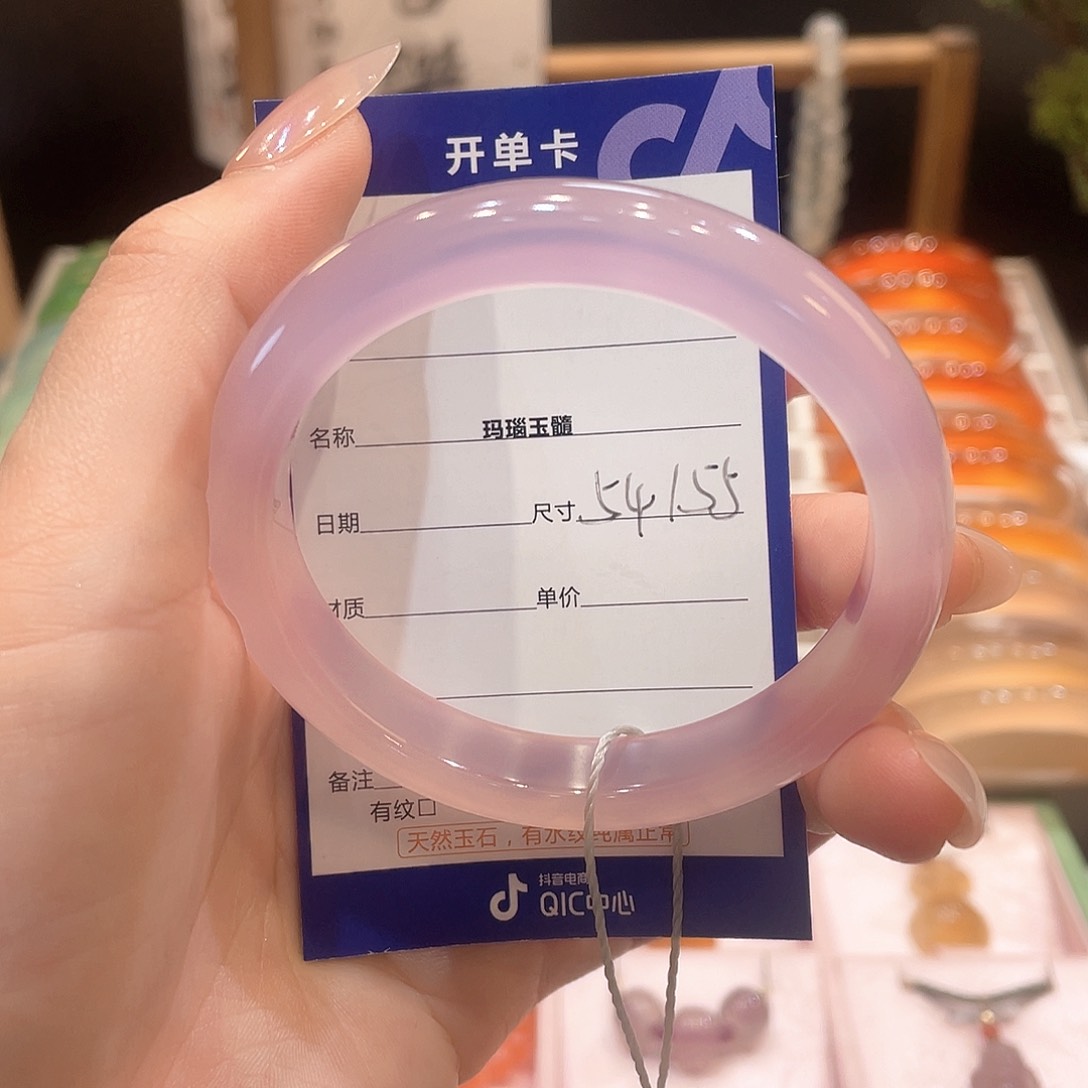 开单卡
名称 玛瑙玉髓
日期 尺寸 54/.55
材质 单价
备注
有纹□
天然玉石，有水纹纯属正常
抖音电商
QIC中心